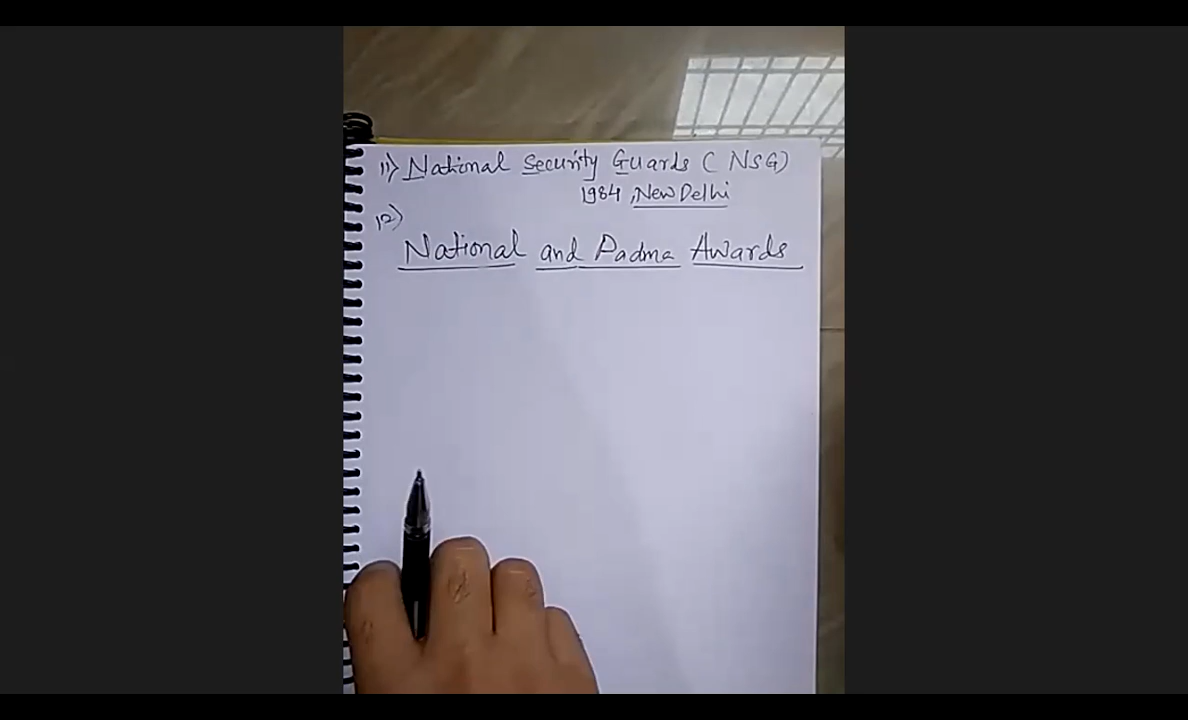 11) National Security Guards ( NSG)
1984 , New Delhi
12)
National and Padma Awards